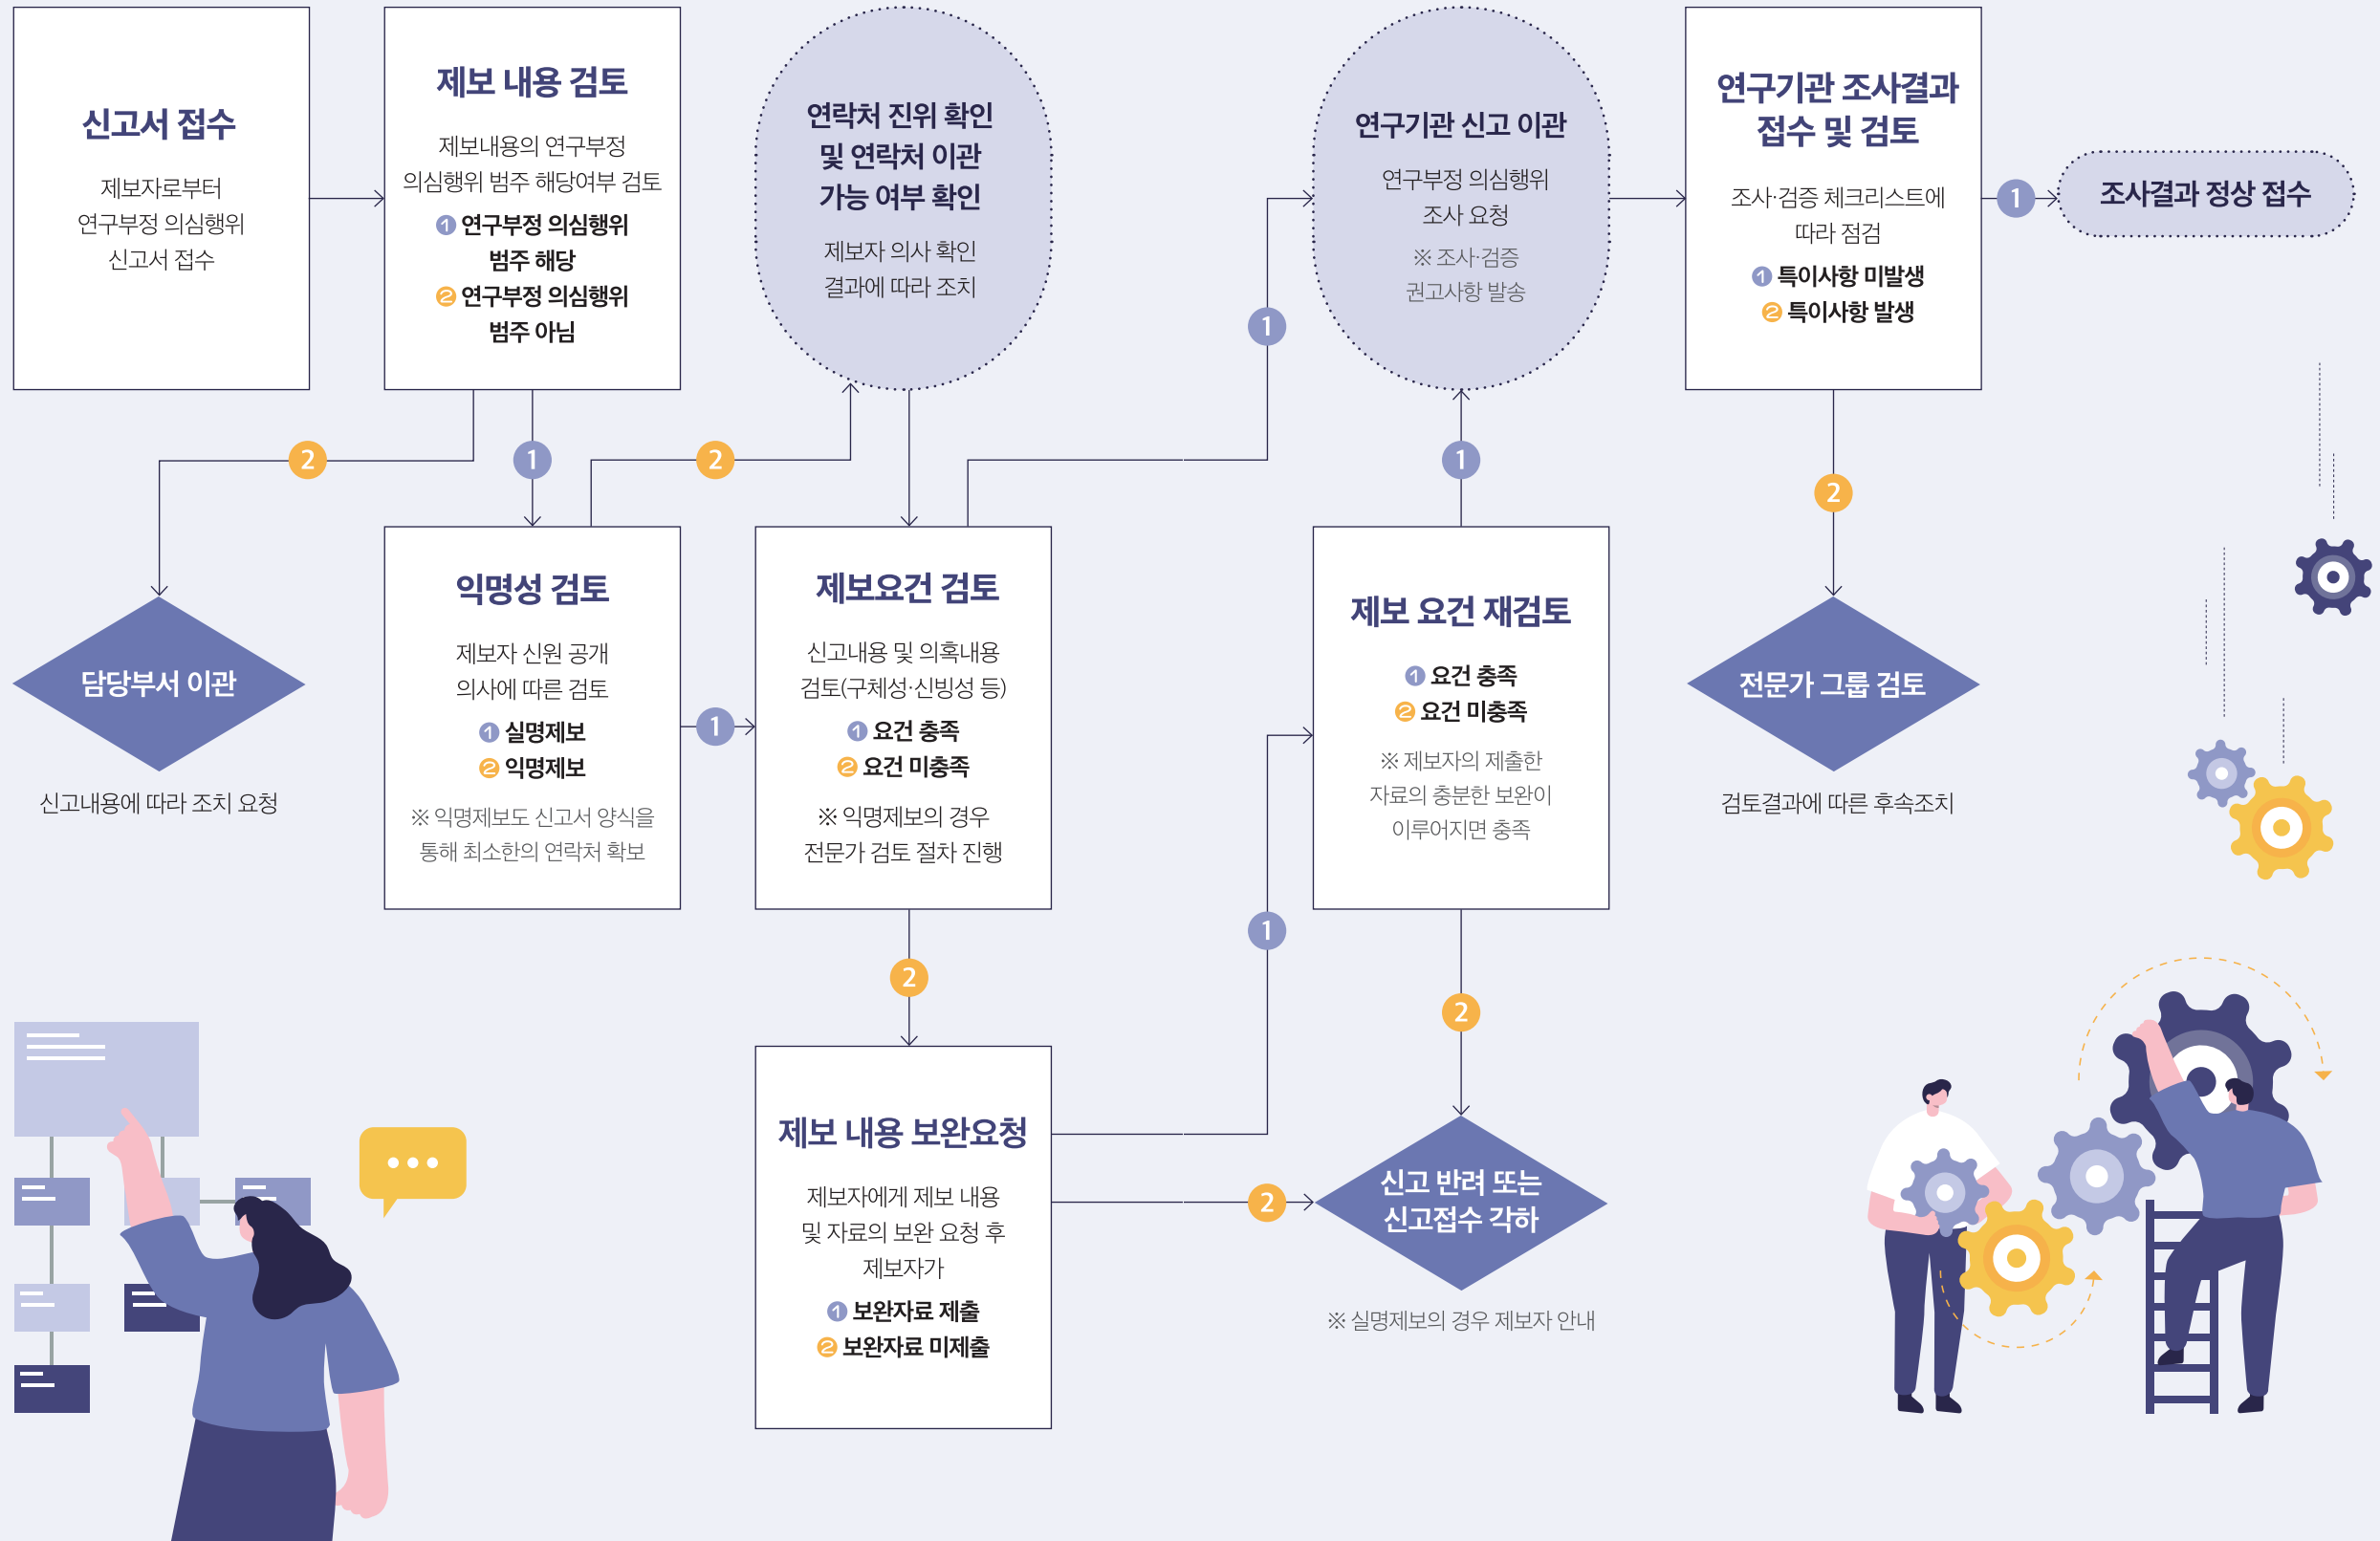 신고서 접수
제보자로부터
연구부정 의심행위
신고서 접수
제보 내용 검토
제보내용의 연구부정
의심행위 범주 해당여부 검토
1 연구부정 의심행위
범주 해당
2 연구부정 의심행위
범주 아님
연락처 진위 확인
및 연락처 이관
가능 여부 확인
제보자 의사 확인
결과에 따라 조치
연구기관 신고 이관
연구부정 의심행위
조사 요청
※ 조사·검증
권고사항 발송
연구기관 조사결과
접수 및 검토
조사·검증 체크리스트에
따라 점검
1 특이사항 미발생
2 특이사항 발생
1
조사결과 정상 접수
1
2
1
2
1
2
담당부서 이관
신고내용에 따라 조치 요청
익명성 검토
제보자 신원 공개
의사에 따른 검토
1 실명제보
2 익명제보
※ 익명제보도 신고서 양식을
통해 최소한의 연락처 확보
1
제보요건 검토
신고내용 및 의혹내용
검토(구체성·신빙성 등)
1 요건 충족
2 요건 미충족
※ 익명제보의 경우
전문가 검토 절차 진행
제보 요건 재검토
1 요건 충족
2 요건 미충족
※ 제보자의 제출한
자료의 충분한 보완이
이루어지면 충족
전문가 그룹 검토
검토결과에 따른 후속조치
1
2
2
제보 내용 보완요청
제보자에게 제보 내용
및 자료의 보완 요청 후
제보자가
1 보완자료 제출
2 보완자료 미제출
2
신고 반려 또는
신고접수 각하
※ 실명제보의 경우 제보자 안내